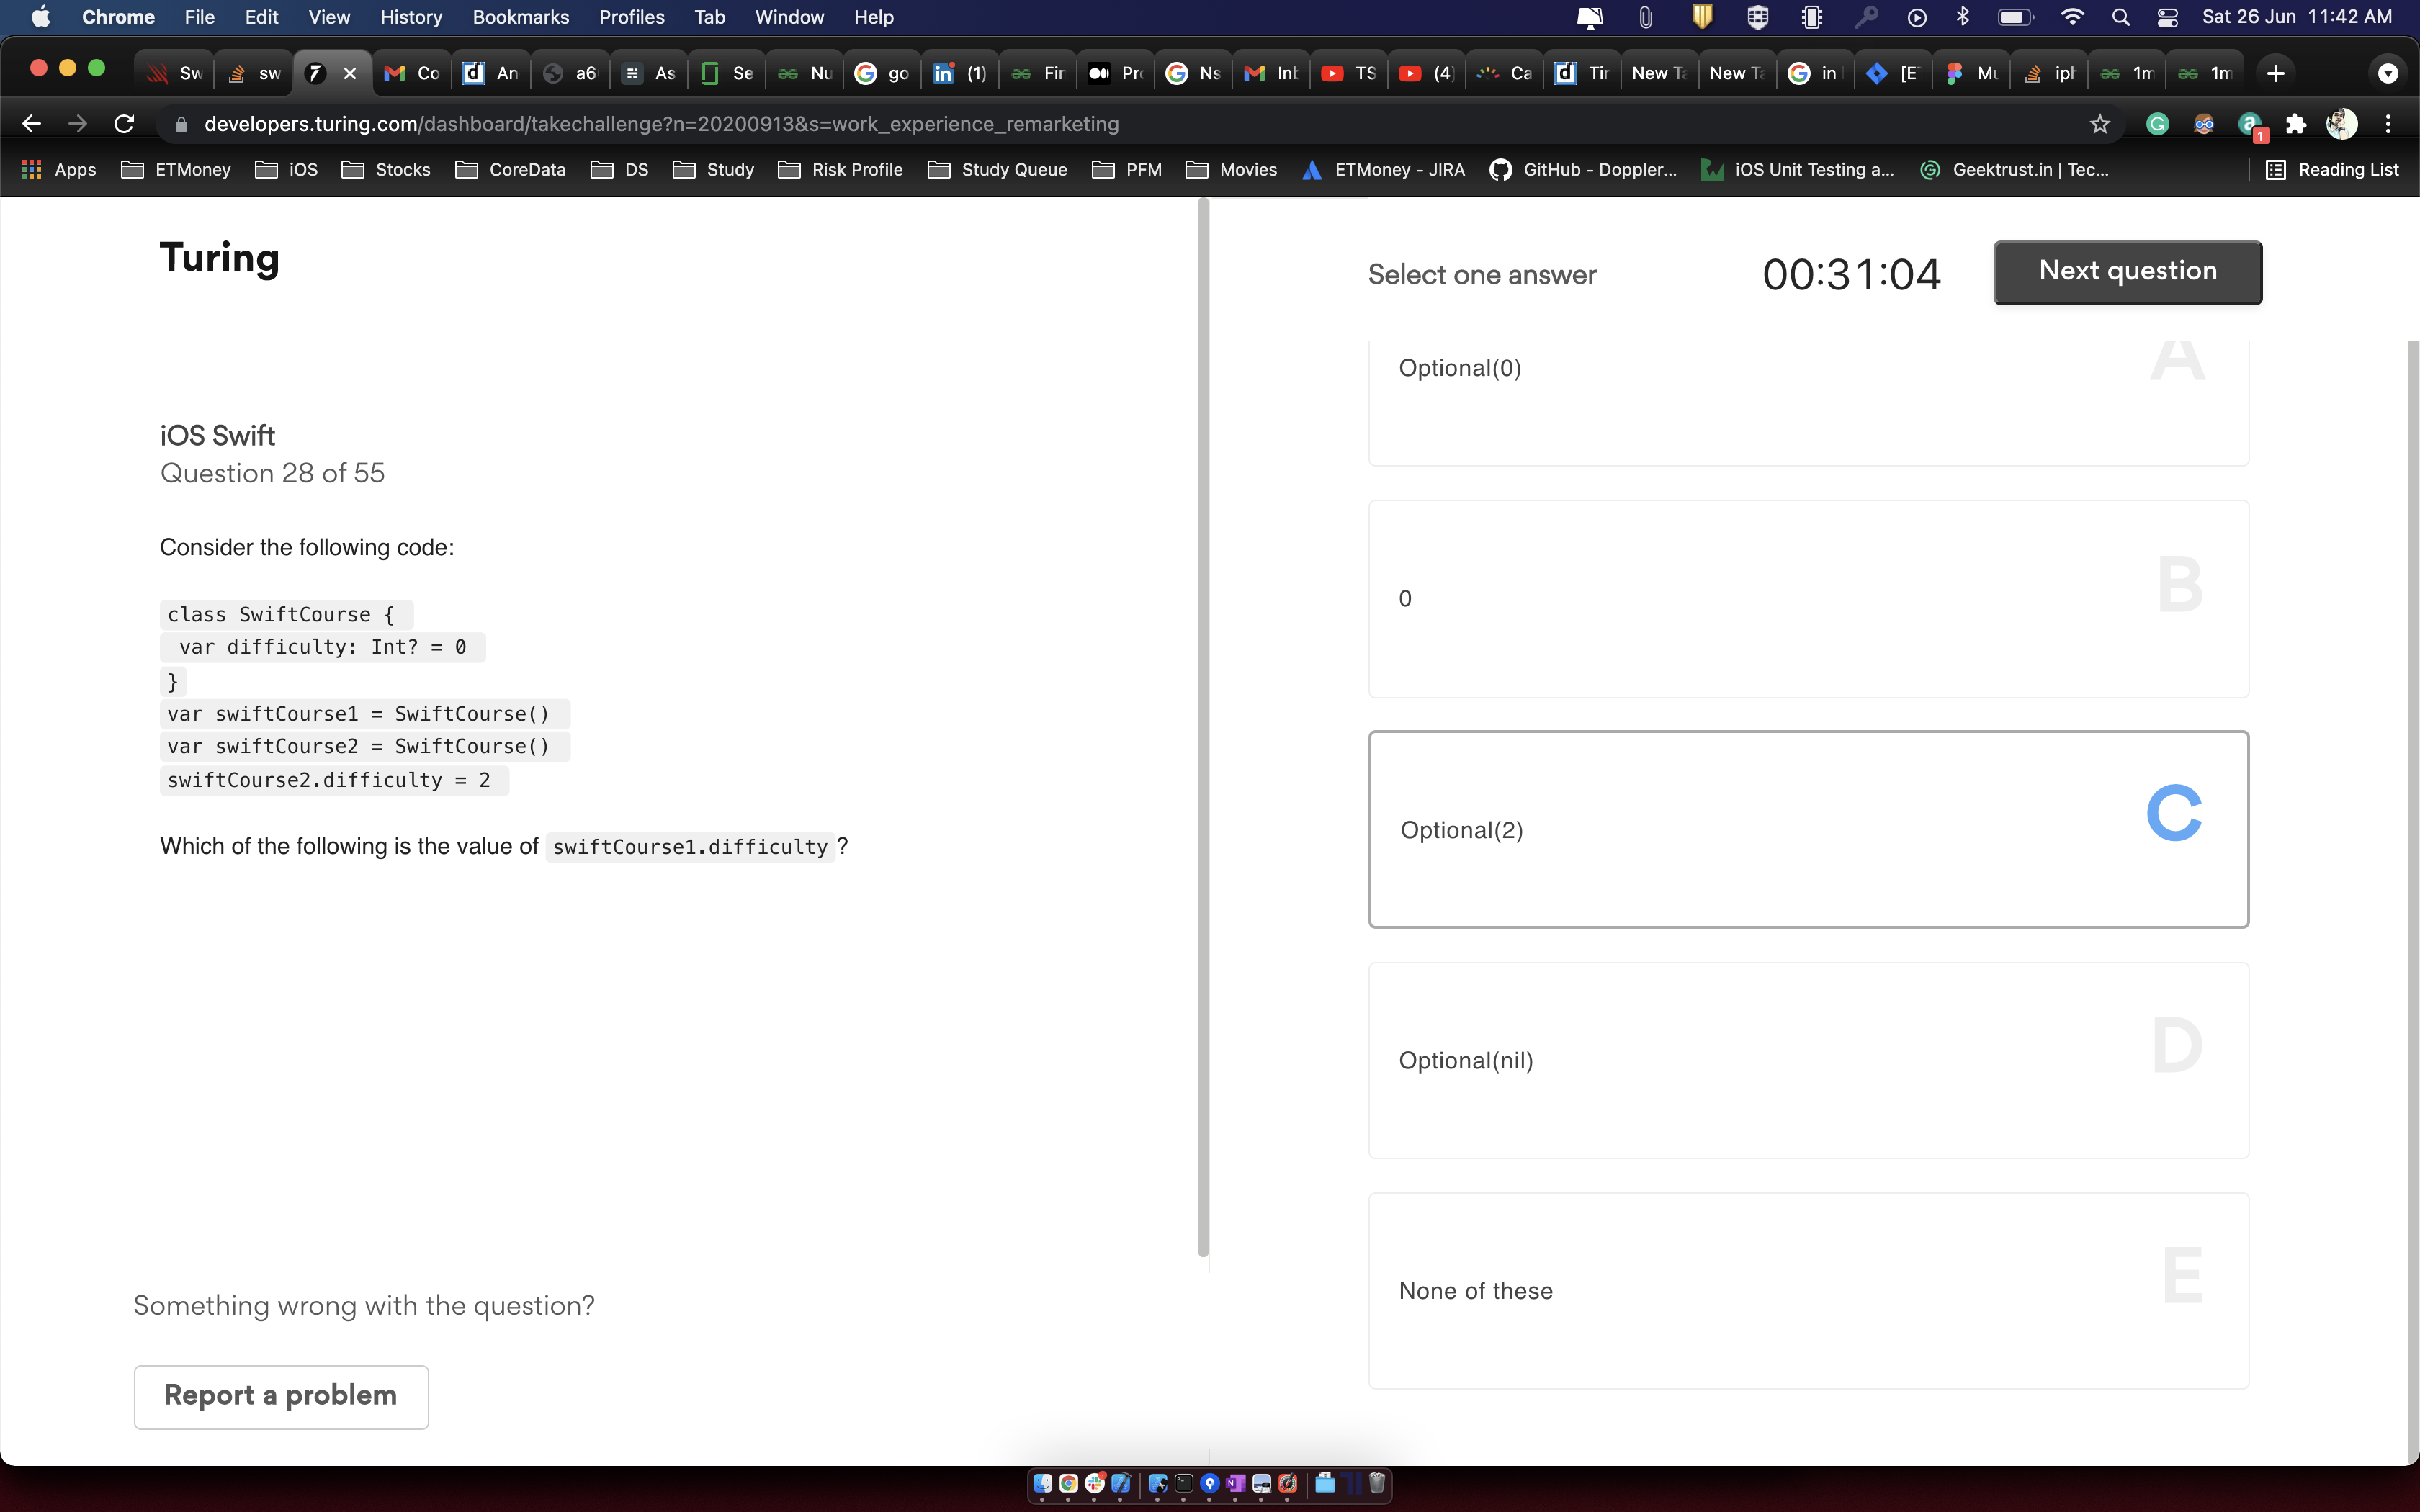 Chrome File Edit View History Bookmarks Profiles Tab Window Help Sat 26 Jun 11:42 AM
Sw sw Co An a6 As Se Nu go (1) Fir Pro Ns Inb TS (4) Ca Tir New Ta New Ta in [E Mu iph 1m 1m
developers.turing.com/dashboard/takechallenge?n=20200913&s=work_experience_remarketing 1
Apps ETMoney iOS Stocks CoreData DS Study Risk Profile Study Queue PFM Movies ETMoney - JIRA GitHub - Doppler... iOS Unit Testing a... Geektrust.in | Tec... Reading List
Turing
iOS Swift
Question 28 of 55
Consider the following code:
class SwiftCourse {
var difficulty: Int? = 0
}
var swiftCourse1 = SwiftCourse()
var swiftCourse2 = SwiftCourse()
swiftCourse2.difficulty = 2
Which of the following is the value of swiftCourse1.difficulty ?
Something wrong with the question?
Report a problem
Select one answer 00:31:04 Next question
Optional(0) A
0 B
Optional(2) C
Optional(nil) D
None of these E